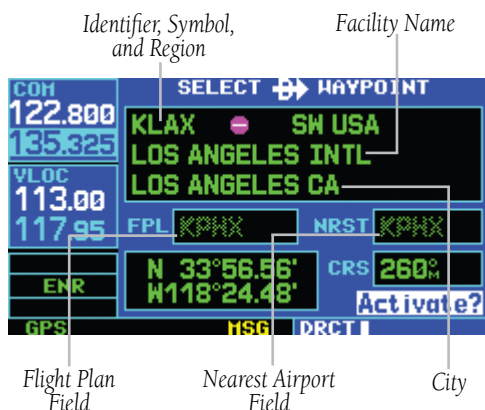 Identifier, Symbol,
and Region
Facility Name
COM
122.800
135.325
VLOC
113.00
117.95
ENR
GPS
SELECT D WAYPOINT
KLAX SW USA
LOS ANGELES INTL
LOS ANGELES CA
FPL KPHX NRST KPHX
N 33°56.56'
W118°24.48'
CRS 260°M
Activate?
MSG DRCT
Flight Plan
Field
Nearest Airport
Field
City